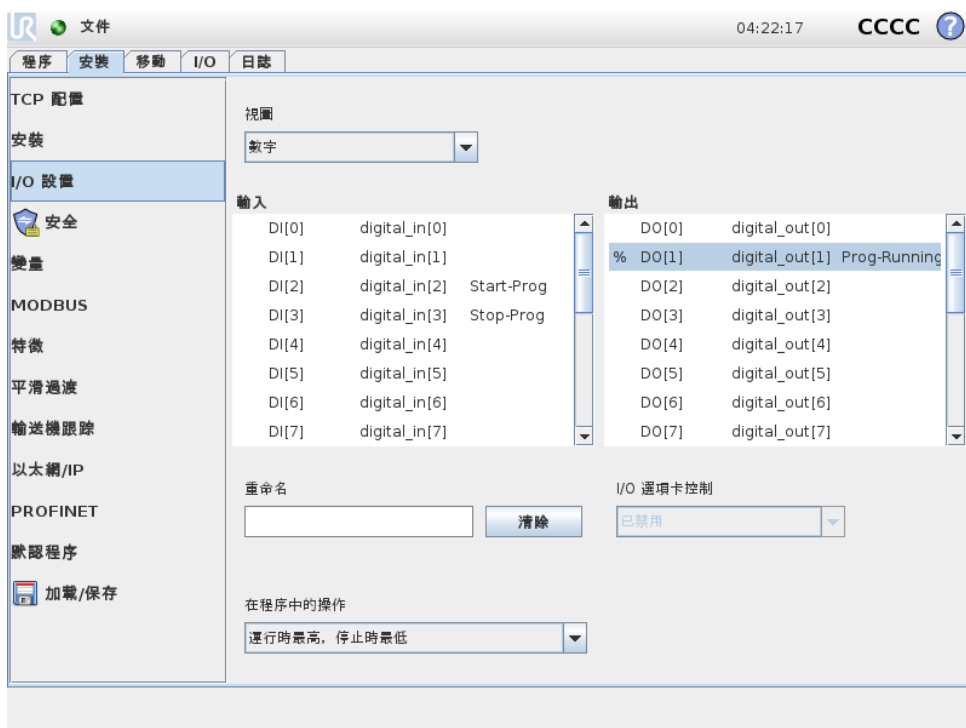 UR 文件 04:22:17 CCCC ?
程序 安裝 移動 I/O 日誌
TCP 配置
安裝
I/O 設置
安全
變量
MODBUS
特徵
平滑過渡
輸送機跟踪
以太網/IP
PROFINET
默認程序
加載/保存
視圖
數字
輸入
DI[0] digital_in[0]
DI[1] digital_in[1]
DI[2] digital_in[2] Start-Prog
DI[3] digital_in[3] Stop-Prog
DI[4] digital_in[4]
DI[5] digital_in[5]
DI[6] digital_in[6]
DI[7] digital_in[7]
輸出
DO[0] digital_out[0]
% DO[1] digital_out[1] Prog-Running
DO[2] digital_out[2]
DO[3] digital_out[3]
DO[4] digital_out[4]
DO[5] digital_out[5]
DO[6] digital_out[6]
DO[7] digital_out[7]
重命名
清除
I/O 選項卡控制
已禁用
在程序中的操作
運行時最高，停止時最低